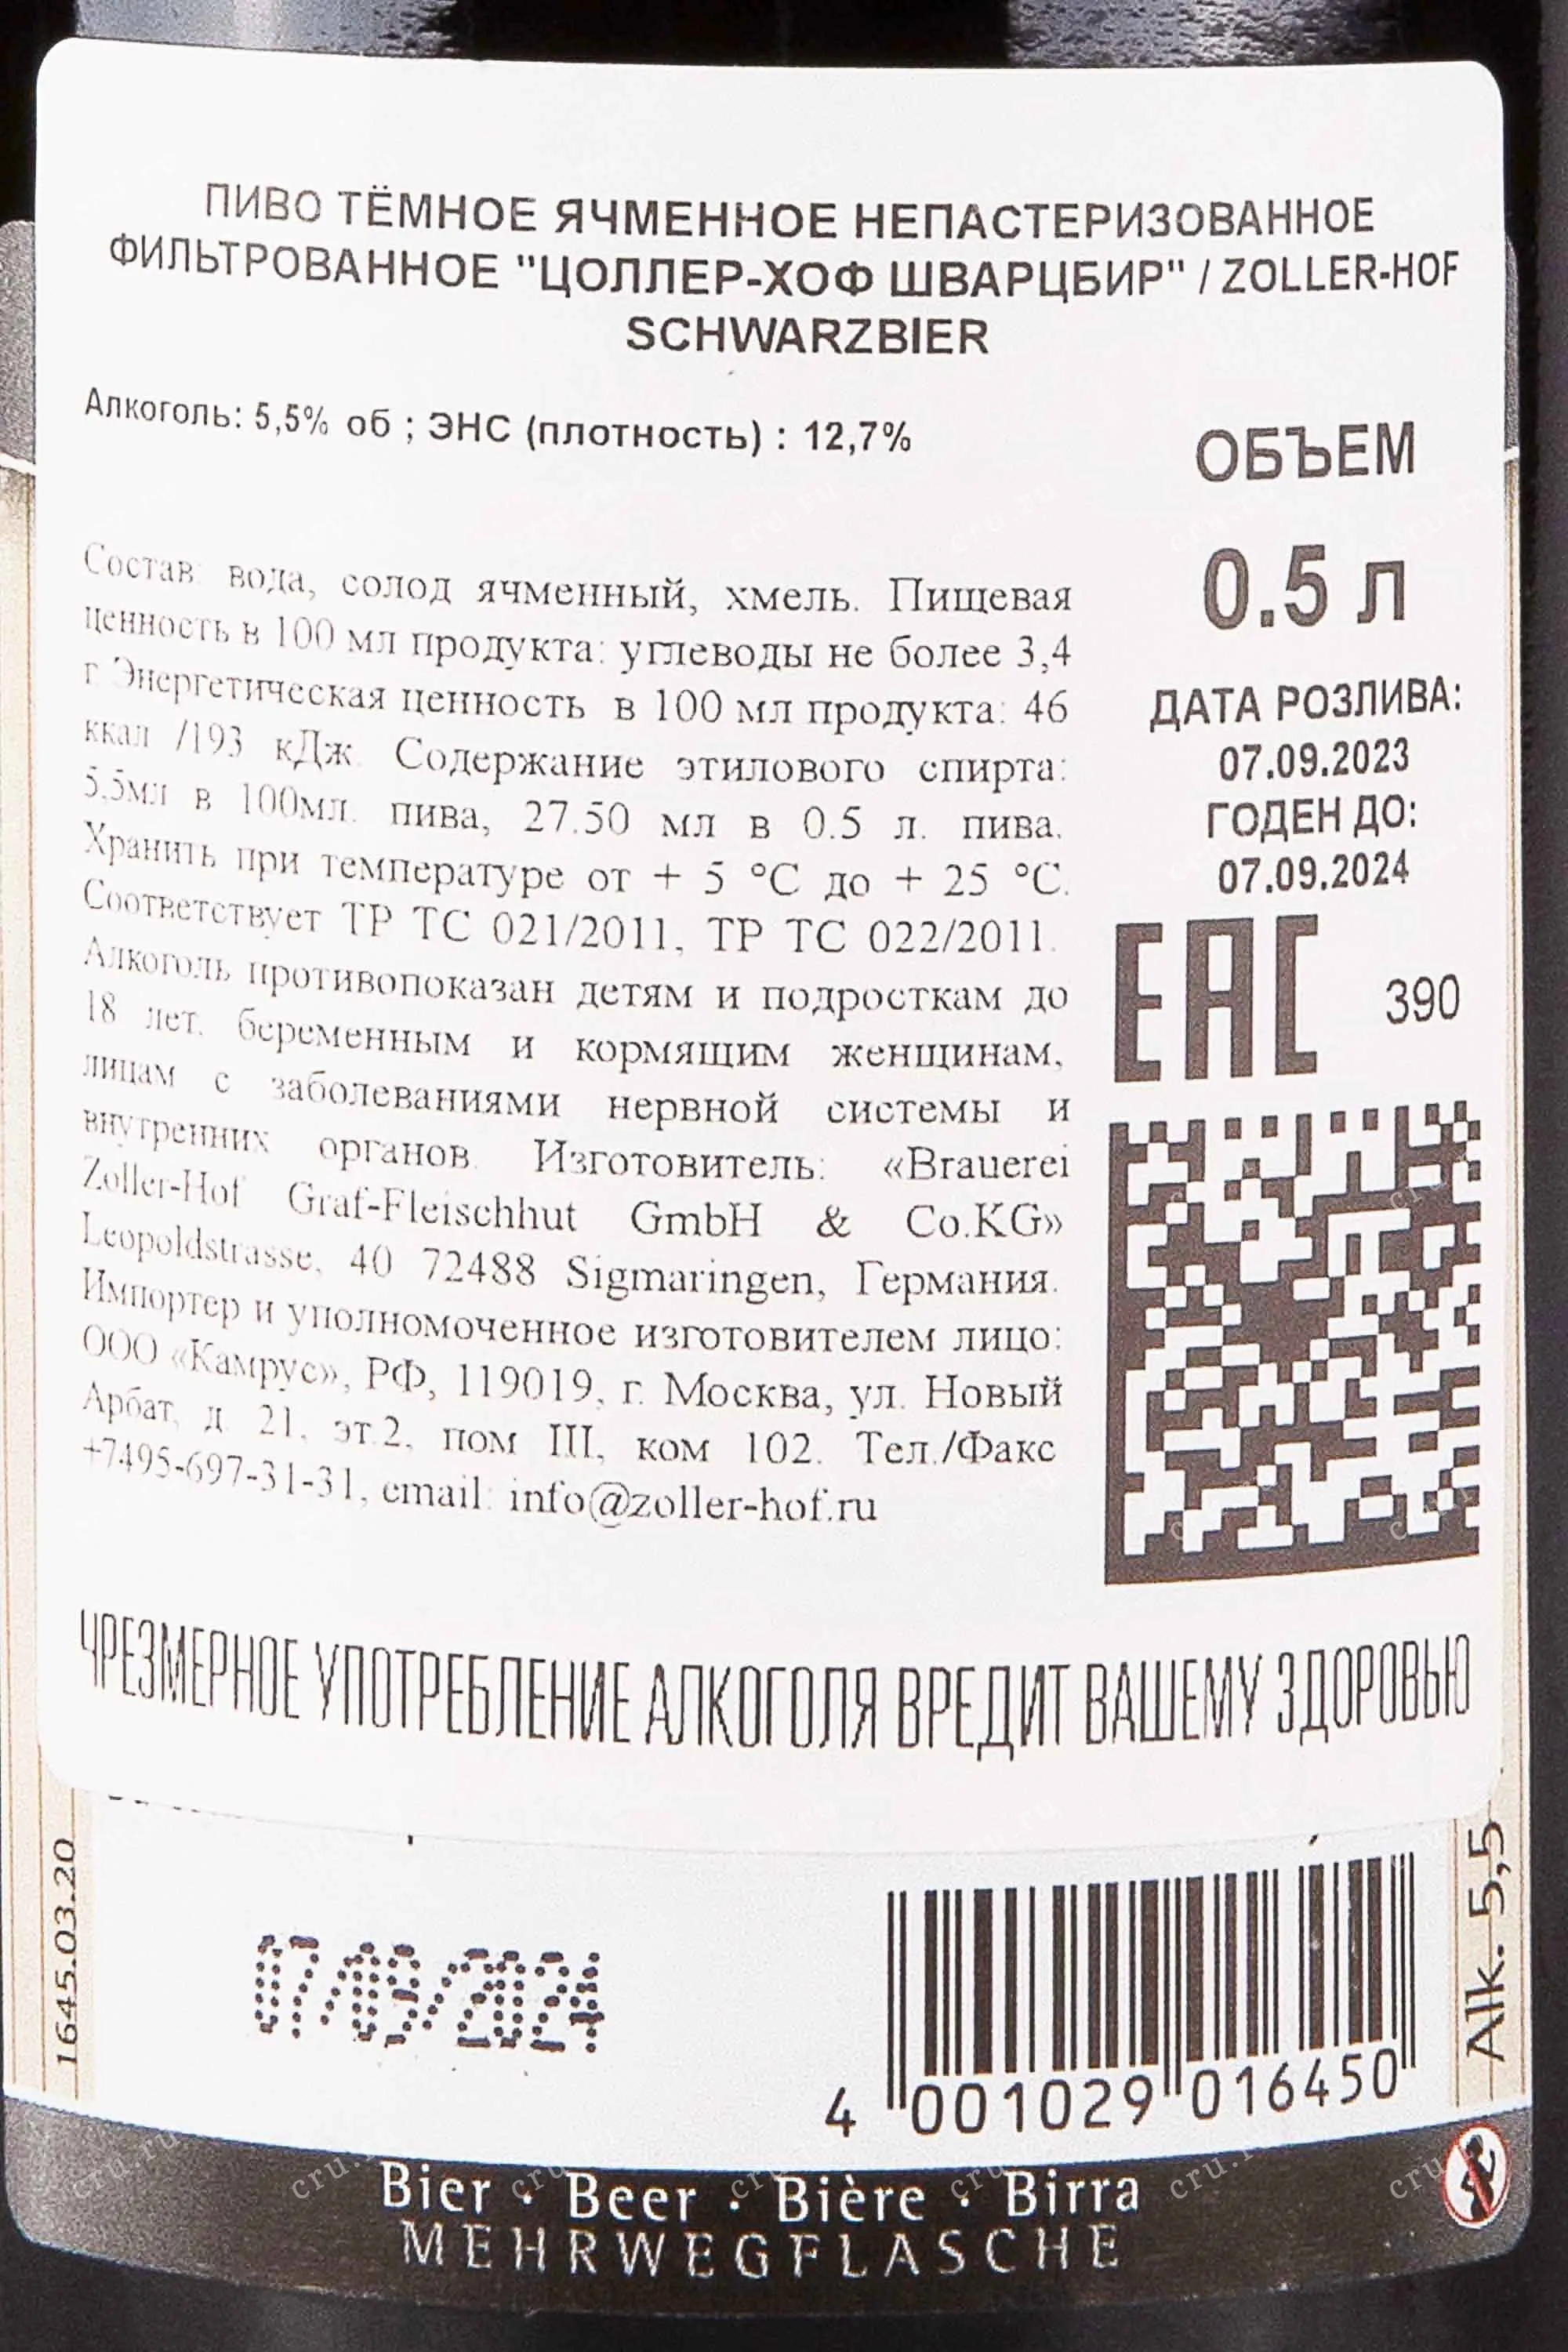 ПИВО ТЁМНОЕ ЯЧМЕННОЕ НЕПАСТЕРИЗОВАННОЕ
ФИЛЬТРОВАННОЕ "ЦОЛЛЕР-ХОФ ШВАРЦБИР" / ZOLLER-HOF
SCHWARZBIER
Алкоголь: 5,5% об ; ЭНС (плотность) : 12,7%
Состав: вода, солод ячменный, хмель. Пищевая
ценность в 100 мл продукта: углеводы не более 3,4
г. Энергетическая ценность в 100 мл продукта: 46
ккал /193 кДж. Содержание этилового спирта:
5,5мл в 100мл. пива, 27.50 мл в 0.5 л. пива.
Хранить при температуре от + 5 °C до + 25 °C.
Соответствует ТР ТС 021/2011, ТР ТС 022/2011.
Алкоголь противопоказан детям и подросткам до
18 лет, беременным и кормящим женщинам,
лицам с заболеваниями нервной системы и
внутренних органов. Изготовитель: «Brauerei
Zoller-Hof Graf-Fleischhut GmbH & Co.KG»
Leopoldstrasse, 40 72488 Sigmaringen, Германия.
Импортер и уполномоченное изготовителем лицо:
ООО «Камрус», РФ, 119019, г. Москва, ул. Новый
Арбат, д. 21, эт.2, пом III, ком 102. Тел./Факс
+7495-697-31-31, email: info@zoller-hof.ru
ОБЪЕМ
0.5 л
ДАТА РОЗЛИВА:
07.09.2023
ГОДЕН ДО:
07.09.2024
EAC 390
ЧРЕЗМЕРНОЕ УПОТРЕБЛЕНИЕ АЛКОГОЛЯ ВРЕДИТ ВАШЕМУ ЗДОРОВЬЮ
1645.03.20
07/09/2024
4 001029 016450
Alk. 5,5
Bier · Beer · Bière · Birra
MEHRWEGFLASCHE